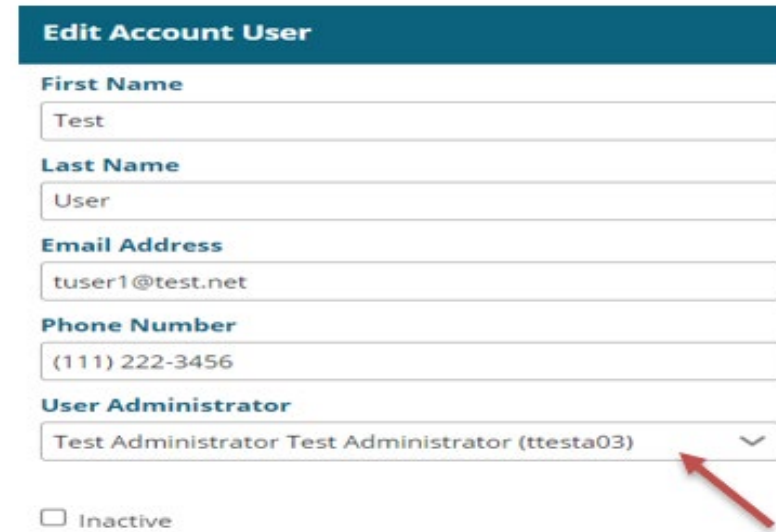 Edit Account User
First Name
Test
Last Name
User
Email Address
tuser1@test.net
Phone Number
(111) 222-3456
User Administrator
Test Administrator Test Administrator (ttesta03)
Inactive